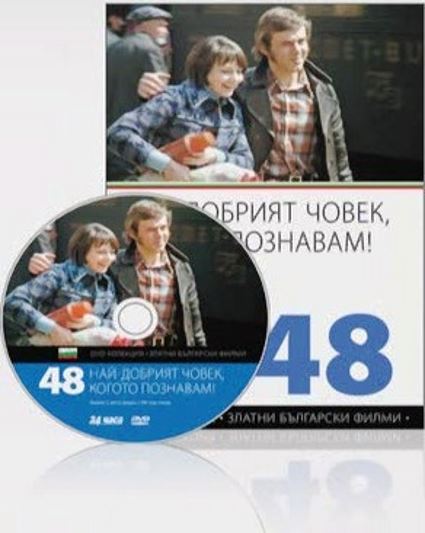 ДОБРИЯТ ЧОВЕК,
ПОЗНАВАМ!
48
• ЗЛАТНИ БЪЛГАРСКИ ФИЛМИ •
DVD КОЛЕКЦИЯ • ЗЛАТНИ БЪЛГАРСКИ ФИЛМИ
48 НАЙ-ДОБРИЯТ ЧОВЕК,
КОГОТО ПОЗНАВАМ!
24 часа DVD